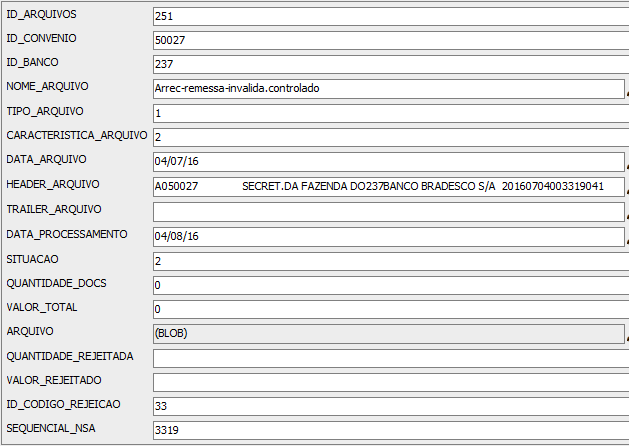 ID_ARQUIVOS 251
ID_CONVENIO 50027
ID_BANCO 237
NOME_ARQUIVO Arrec-remessa-invalida.controlado
TIPO_ARQUIVO 1
CARACTERISTICA_ARQUIVO 2
DATA_ARQUIVO 04/07/16
HEADER_ARQUIVO A050027 SECRET.DA FAZENDA DO237BANCO BRADESCO S/A 20160704003319041
TRAILER_ARQUIVO
DATA_PROCESSAMENTO 04/08/16
SITUACAO 2
QUANTIDADE_DOCS 0
VALOR_TOTAL 0
ARQUIVO (BLOB)
QUANTIDADE_REJEITADA
VALOR_REJEITADO
ID_CODIGO_REJEICAO 33
SEQUENCIAL_NSA 3319